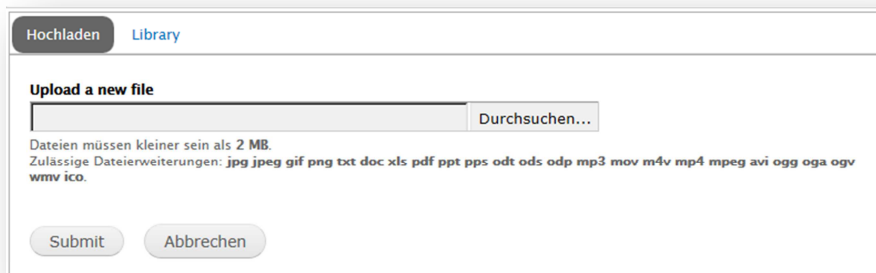 Hochladen Library
Upload a new file
Durchsuchen...
Dateien müssen kleiner sein als 2 MB.
Zulässige Dateierweiterungen: jpg jpeg gif png txt doc xls pdf ppt pps odt ods odp mp3 mov m4v mp4 mpeg avi ogg oga ogv
wmv ico.
Submit Abbrechen